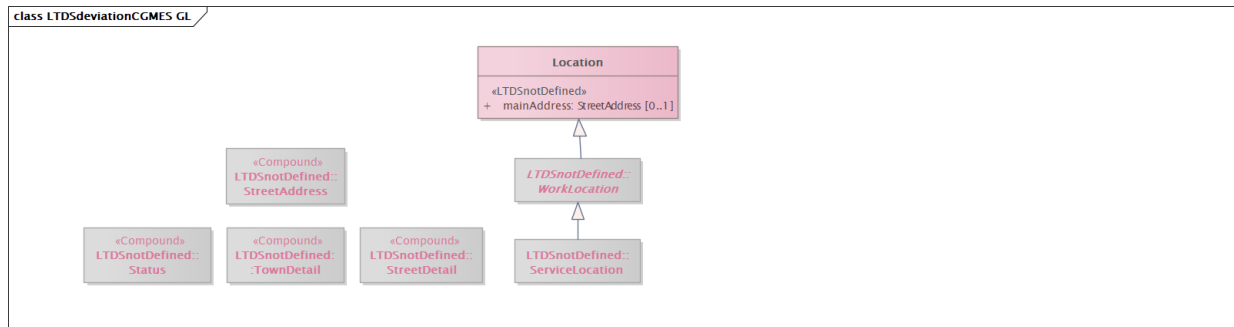 class LTDSdeviationCGMES GL
Location
«LTDSnotDefined»
+ mainAddress: StreetAddress [0..1]
«Compound»
LTDSnotDefined::
StreetAddress
LTDSnotDefined::
WorkLocation
«Compound»
LTDSnotDefined::
Status
«Compound»
LTDSnotDefined:
:TownDetail
«Compound»
LTDSnotDefined::
StreetDetail
LTDSnotDefined::
ServiceLocation